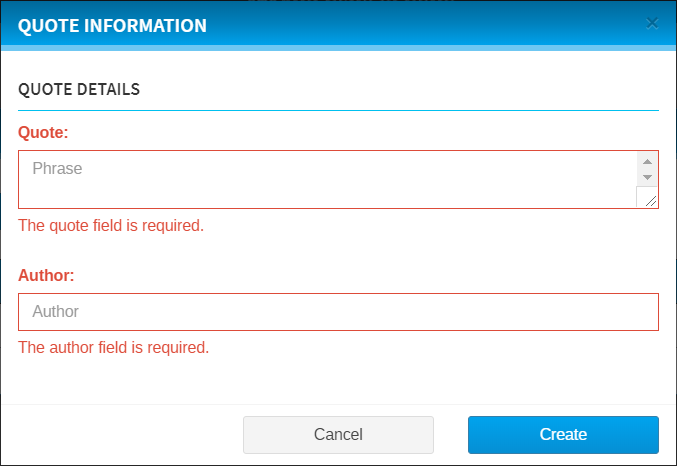 QUOTE INFORMATION
×
QUOTE DETAILS
Quote:
Phrase
The quote field is required.
Author:
Author
The author field is required.
Cancel
Create